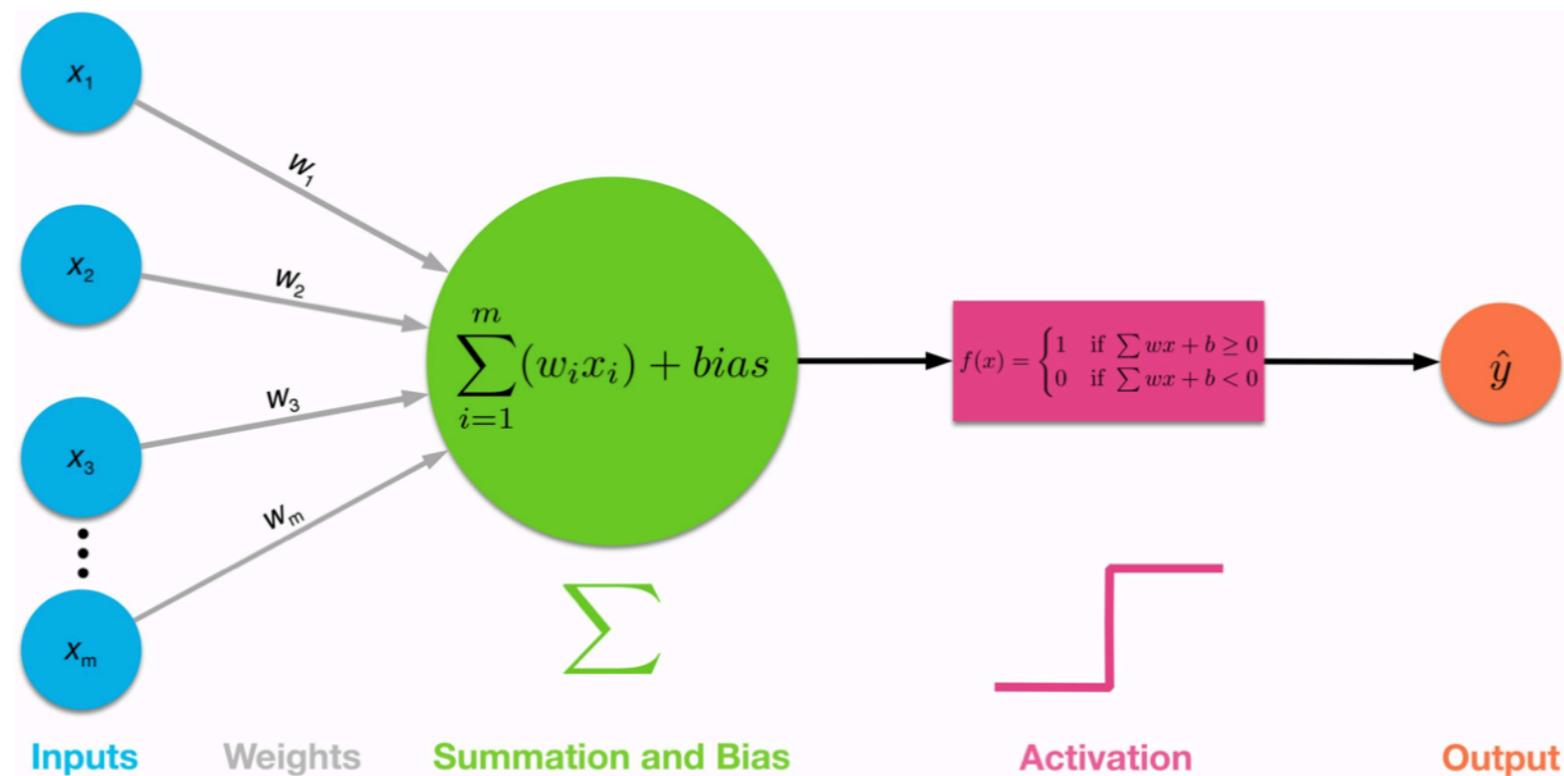 x₁
w₁
x₂
w₂
x₃
w₃
xₘ
wₘ
m
∑(wᵢxᵢ) + bias
i=1
f(x) = {1 if ∑ wx + b ≥ 0
0 if ∑ wx + b < 0
ŷ
∑
Inputs
Weights
Summation and Bias
Activation
Output